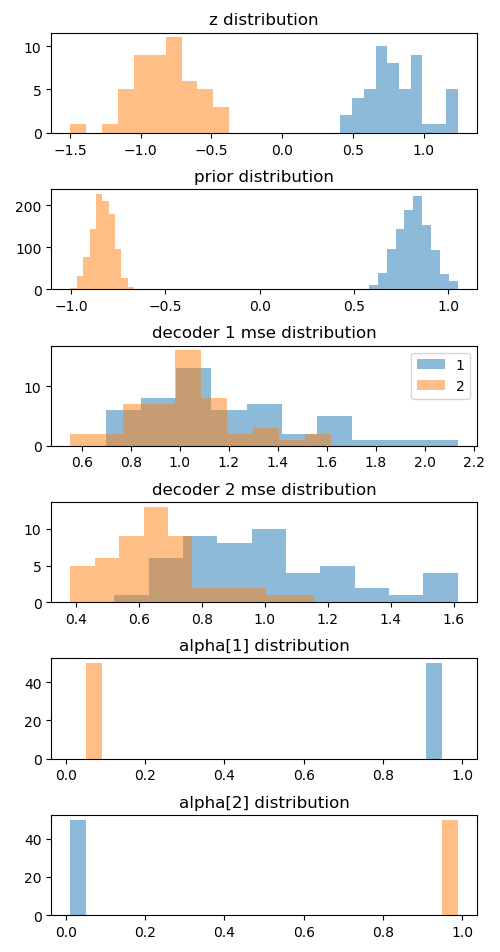 z distribution
10
5
0
−1.5 −1.0 −0.5 0.0 0.5 1.0
prior distribution
200
100
0
−1.0 −0.5 0.0 0.5 1.0
decoder 1 mse distribution
1
2
10
0
0.6 0.8 1.0 1.2 1.4 1.6 1.8 2.0 2.2
decoder 2 mse distribution
10
5
0
0.4 0.6 0.8 1.0 1.2 1.4 1.6
alpha[1] distribution
40
20
0
0.0 0.2 0.4 0.6 0.8 1.0
alpha[2] distribution
40
20
0
0.0 0.2 0.4 0.6 0.8 1.0